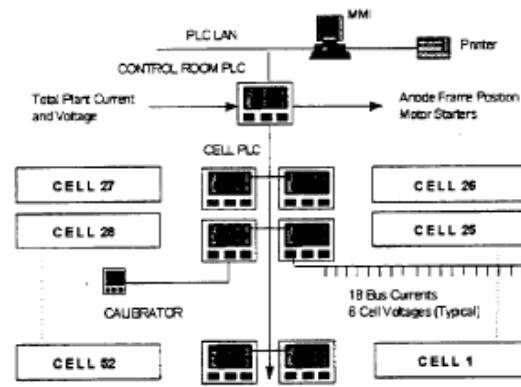 MMI
PLC LAN
Printer
CONTROL ROOM PLC
Total Plant Current
and Voltage
Anode Frame Position
Motor Starters
CELL PLC
CELL 27
CELL 26
CELL 28
CELL 25
18 Bus Currents
6 Cell Voltages (Typical)
CALIBRATOR
CELL 52
CELL 1